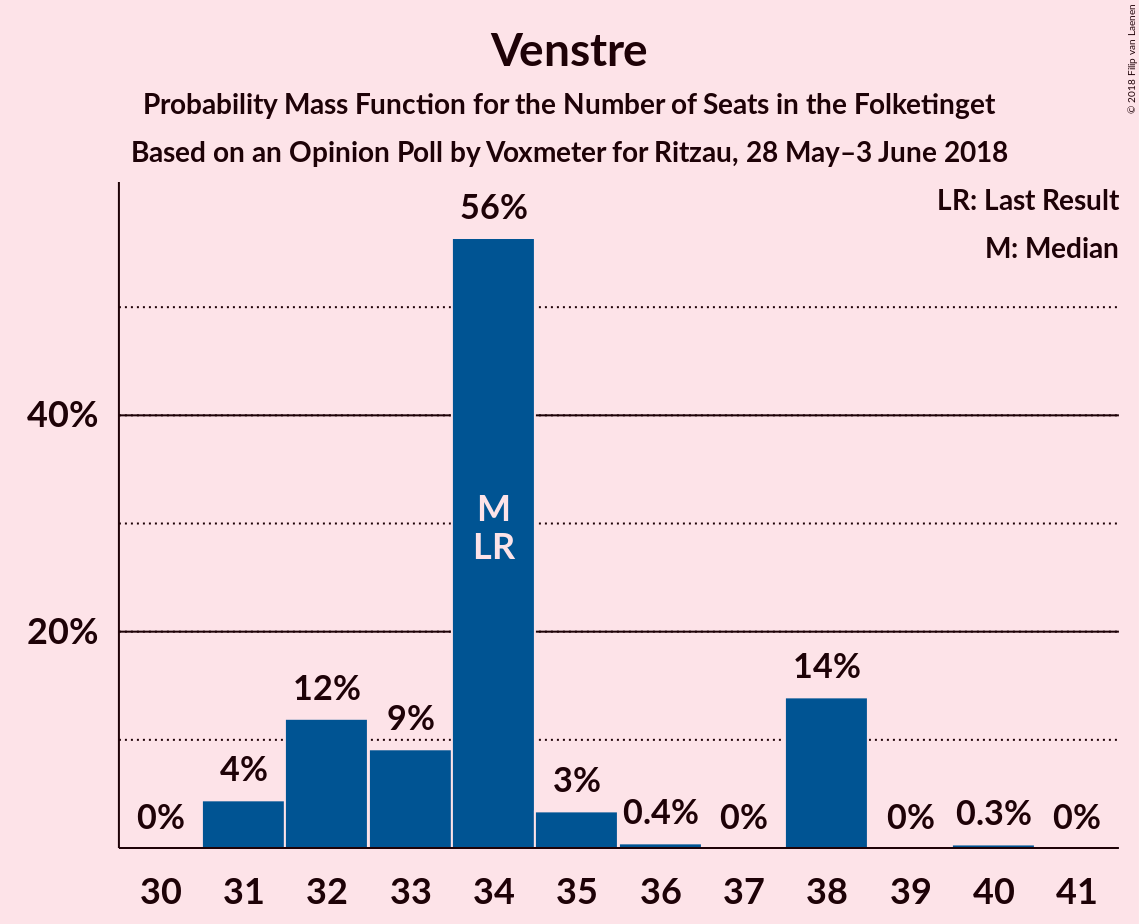 Venstre
Probability Mass Function for the Number of Seats in the Folketinget
Based on an Opinion Poll by Voxmeter for Ritzau, 28 May–3 June 2018
© 2018 Filip van Laenen
LR: Last Result
M: Median
40%
20%
0%
4%
12%
9%
56%
M
LR
3%
0.4%
0%
14%
0%
0.3%
0%
30 31 32 33 34 35 36 37 38 39 40 41